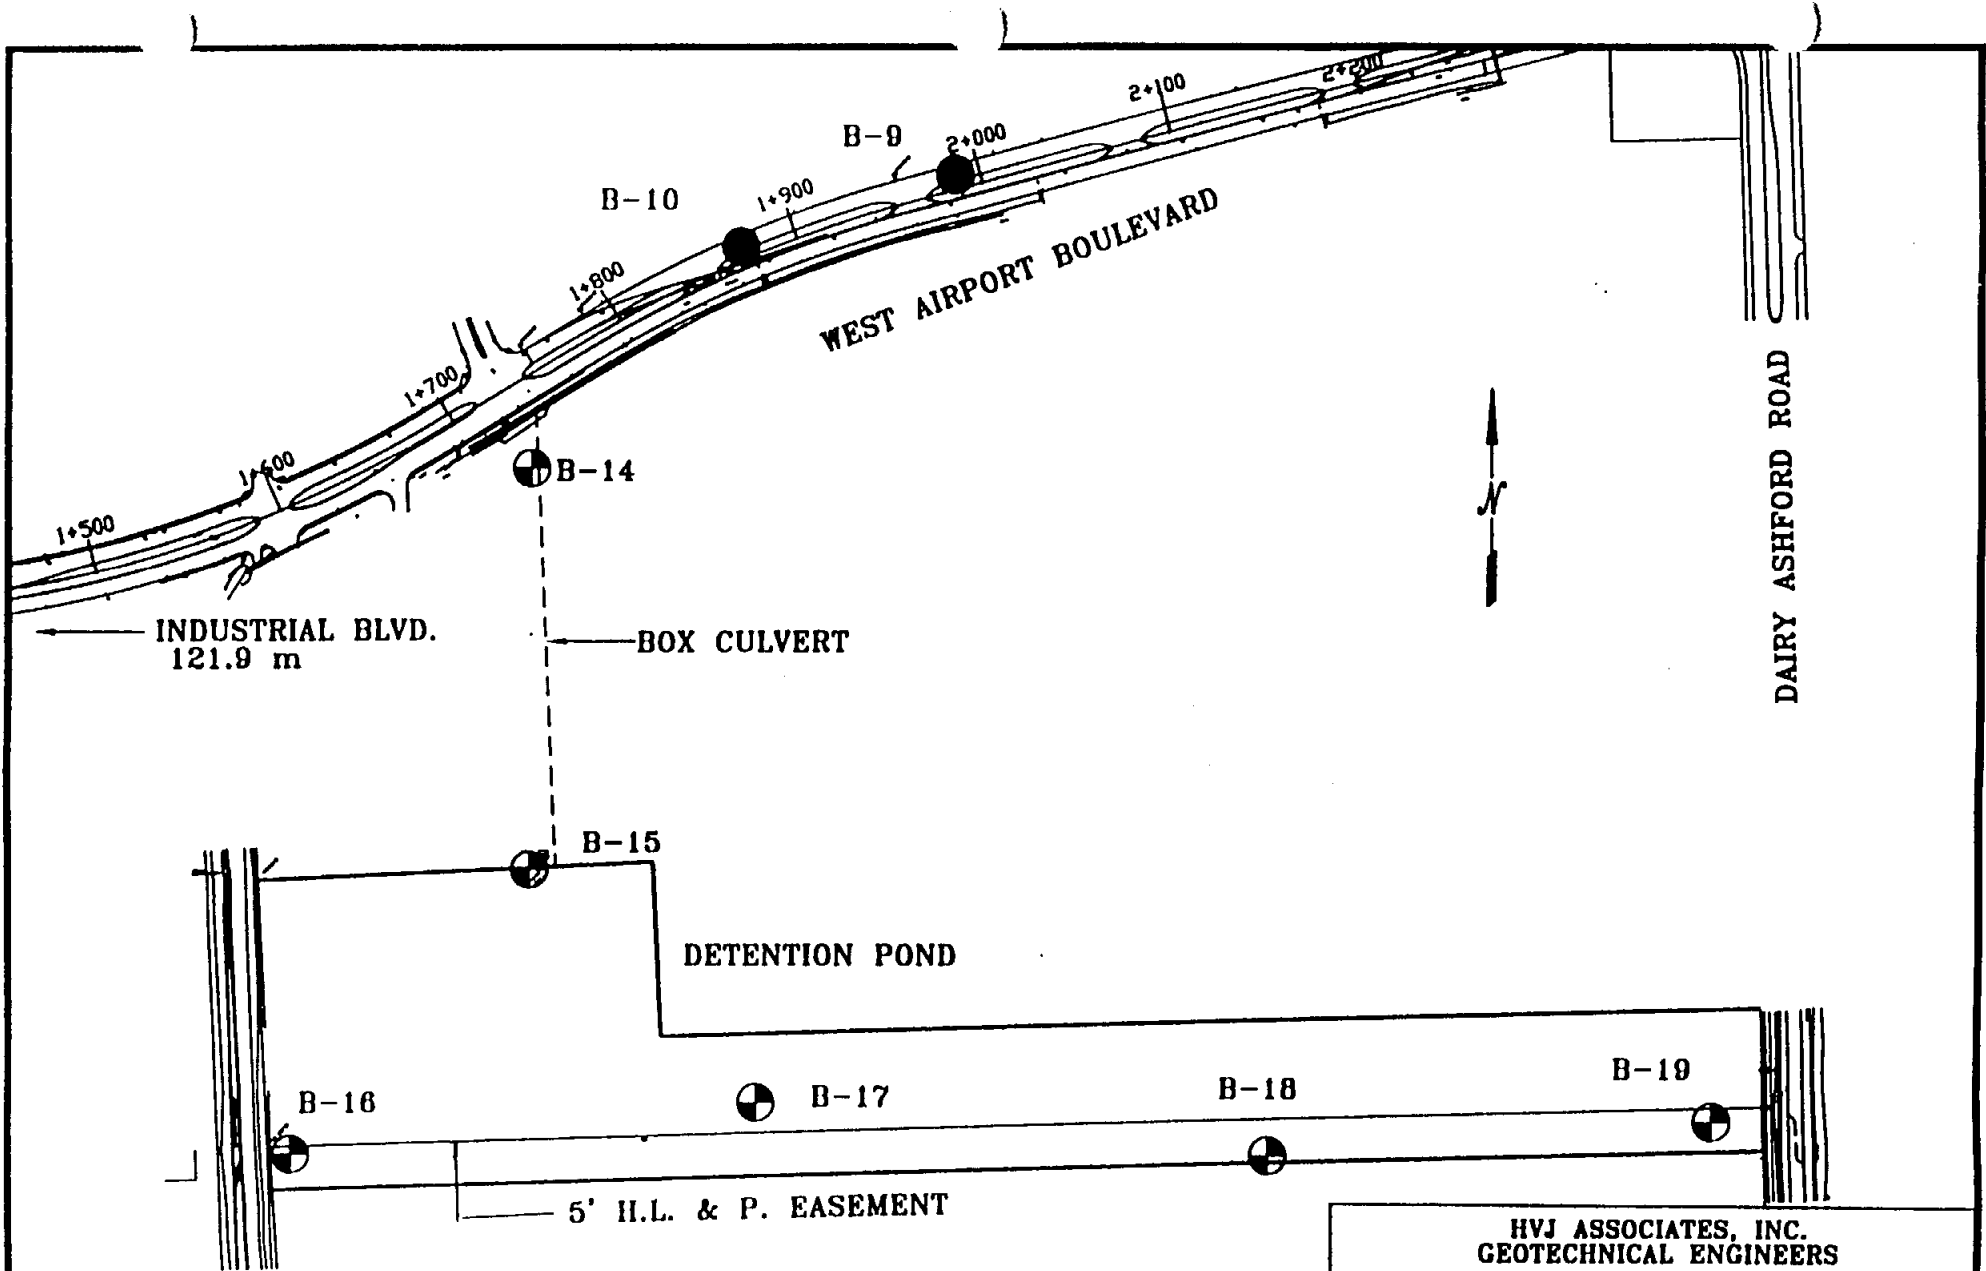 2+200
2+100
B-9
2+000
B-10
1+900
1+800
WEST AIRPORT BOULEVARD
1+700
DAIRY ASHFORD ROAD
1+600
B-14
N
1+500
INDUSTRIAL BLVD.
121.9 m
BOX CULVERT
B-15
DETENTION POND
B-16
B-17
B-18
B-19
5' H.L. & P. EASEMENT
HVJ ASSOCIATES, INC.
GEOTECHNICAL ENGINEERS